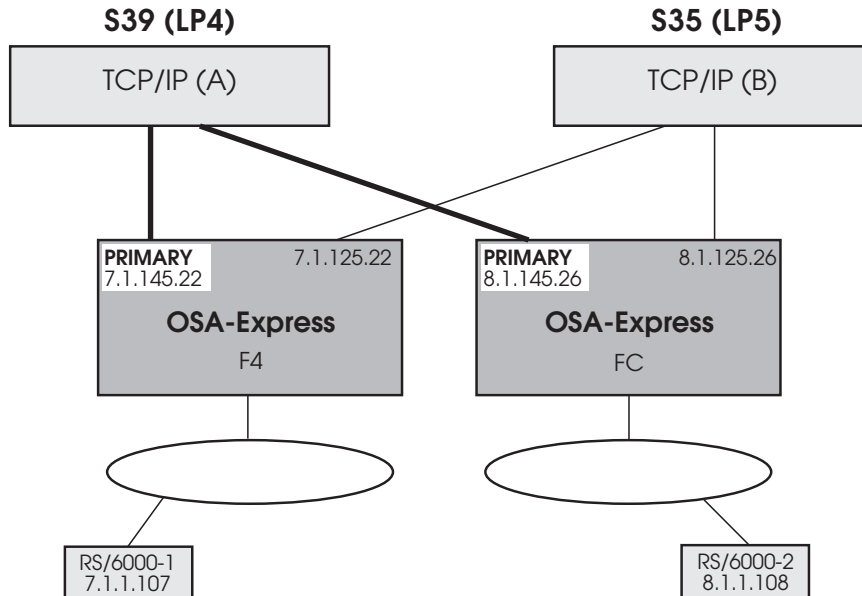 S39 (LP4)
S35 (LP5)
TCP/IP (A)
TCP/IP (B)
PRIMARY
7.1.145.22
7.1.125.22
PRIMARY
8.1.145.26
8.1.125.26
OSA-Express
F4
OSA-Express
FC
RS/6000-1
7.1.1.107
RS/6000-2
8.1.1.108